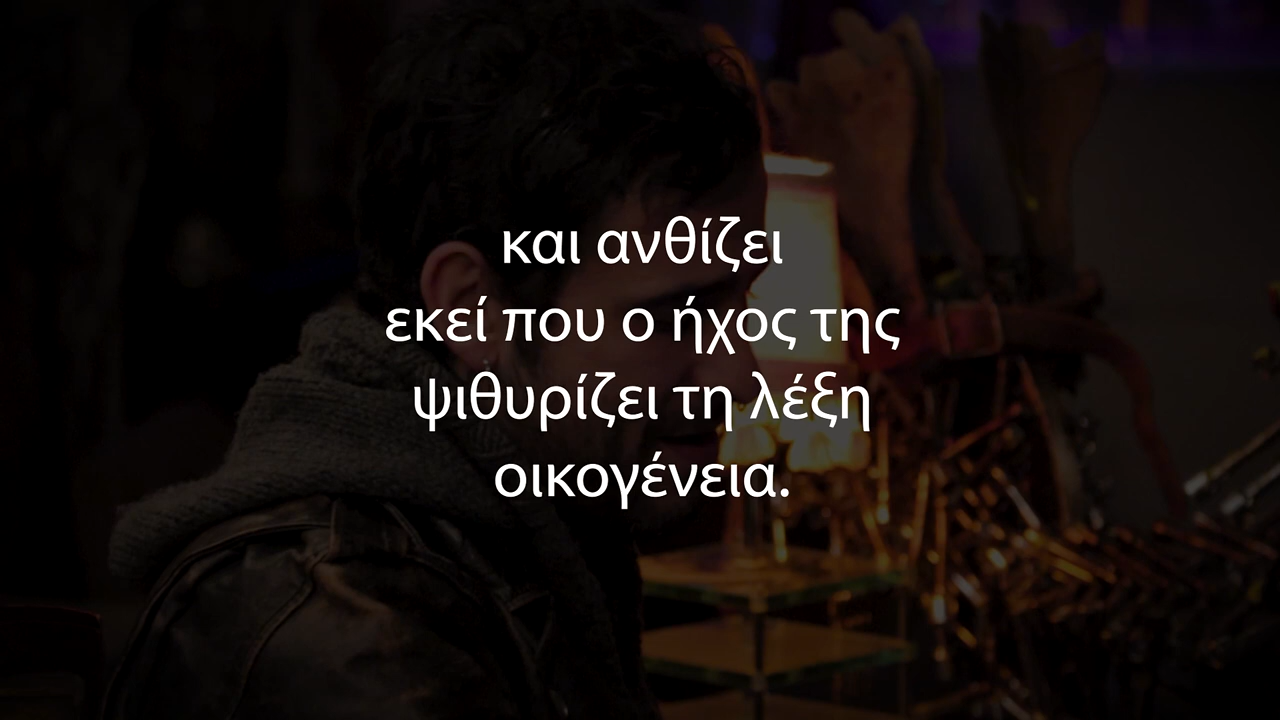 και ανθίζει
εκεί που ο ήχος της
ψιθυρίζει τη λέξη
οικογένεια.